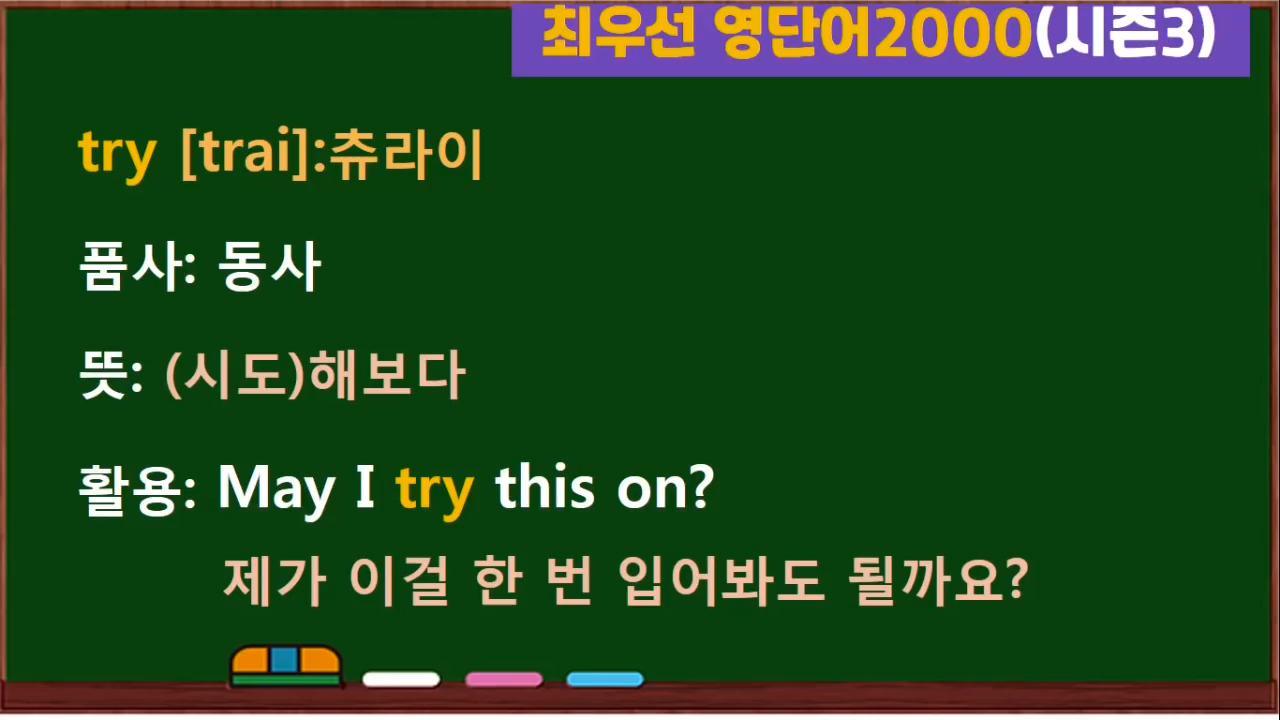 최우선 영단어2000(시즌3)
try [trai]:츄라이
품사: 동사
뜻: (시도)해보다
활용: May I try this on?
제가 이걸 한 번 입어봐도 될까요?